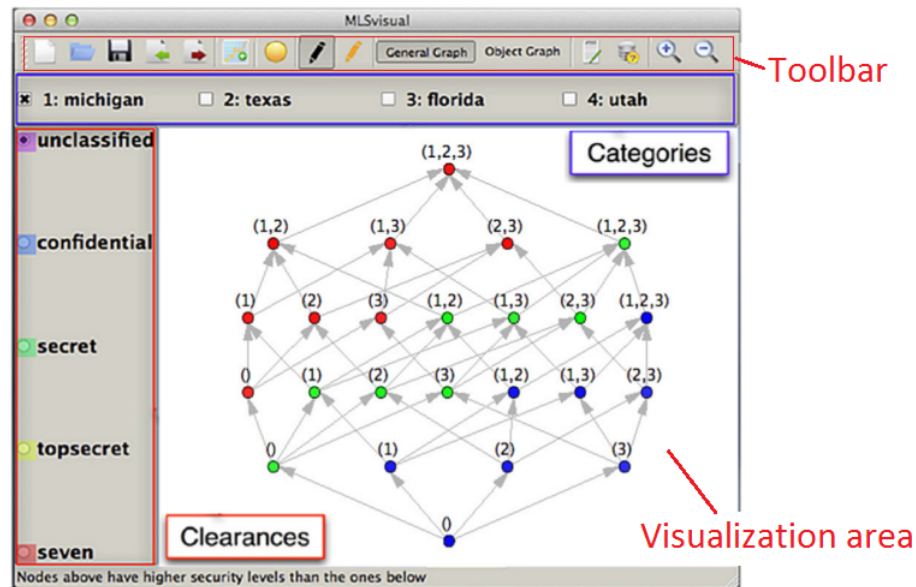 MLSvisual
General Graph Object Graph
Toolbar
1: michigan 2: texas 3: florida 4: utah
Categories
unclassified
confidential
secret
topsecret
seven
(1,2,3)
(1,2) (1,3) (2,3) (1,2,3)
(1) (2) (3) (1,2) (1,3) (2,3) (1,2,3)
() (1) (2) (3) (1,2) (1,3) (2,3)
() (1) (2) (3)
()
Visualization area
Clearances
Nodes above have higher security levels than the ones below